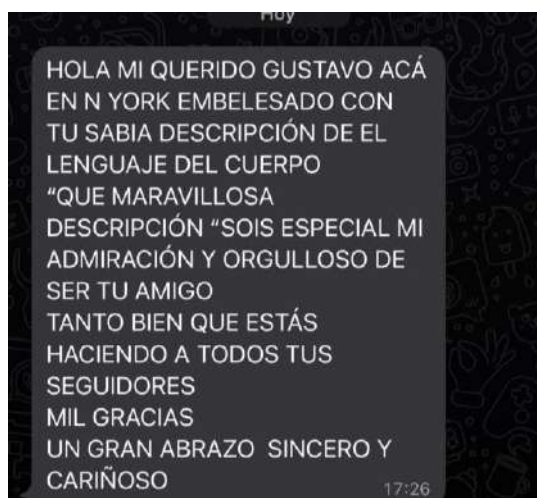 Hoy
HOLA MI QUERIDO GUSTAVO ACÁ
EN N YORK EMBELESADO CON
TU SABIA DESCRIPCIÓN DE EL
LENGUAJE DEL CUERPO
“QUE MARAVILLOSA
DESCRIPCIÓN “SOIS ESPECIAL MI
ADMIRACIÓN Y ORGULLOSO DE
SER TU AMIGO
TANTO BIEN QUE ESTÁS
HACIENDO A TODOS TUS
SEGUIDORES
MIL GRACIAS
UN GRAN ABRAZO  SINCERO Y
CARIÑOSO
17:26